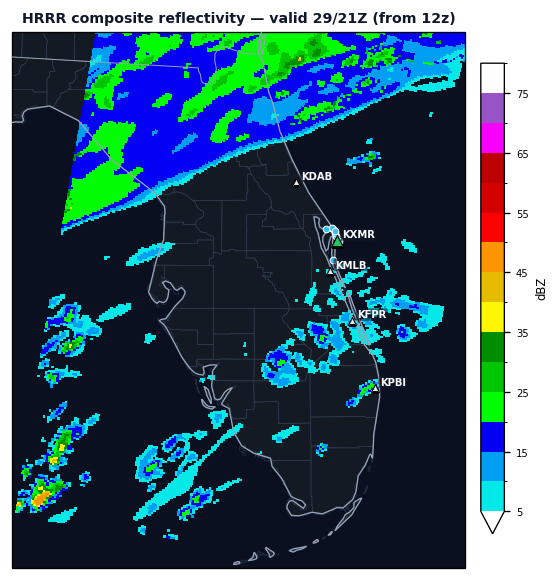 HRRR composite reflectivity — valid 29/21Z (from 12z)
KDAB
KXMR
KMLB
KFPR
KPBI
75
65
55
45
35
25
15
5
dBZ